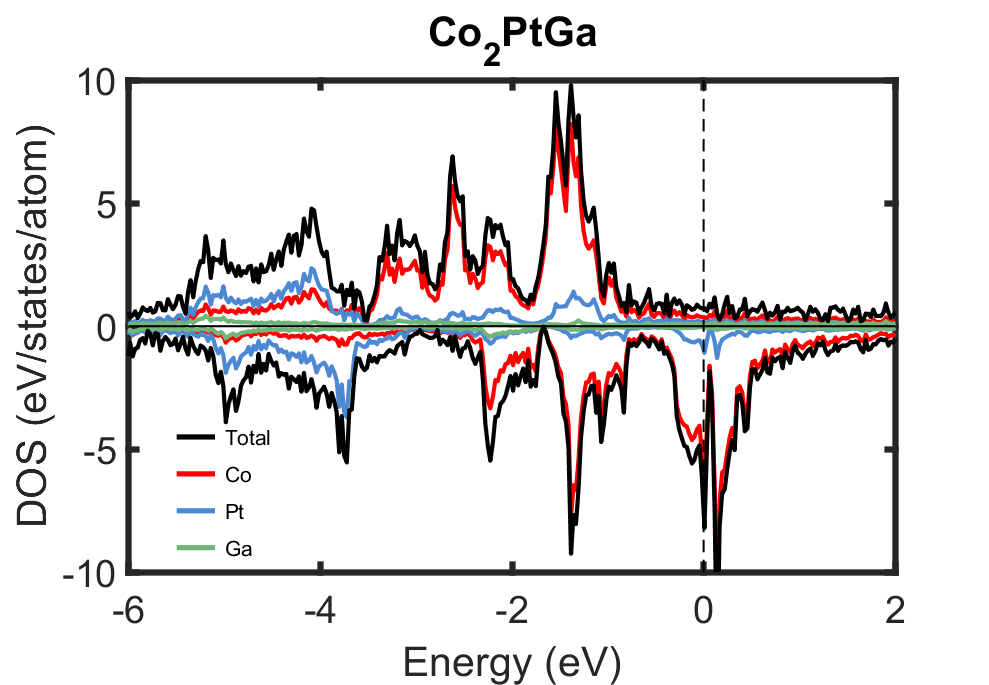 Co₂PtGa
10
5
0
-5
-10
DOS (eV/states/atom)
Total
Co
Pt
Ga
-6
-4
-2
0
2
Energy (eV)